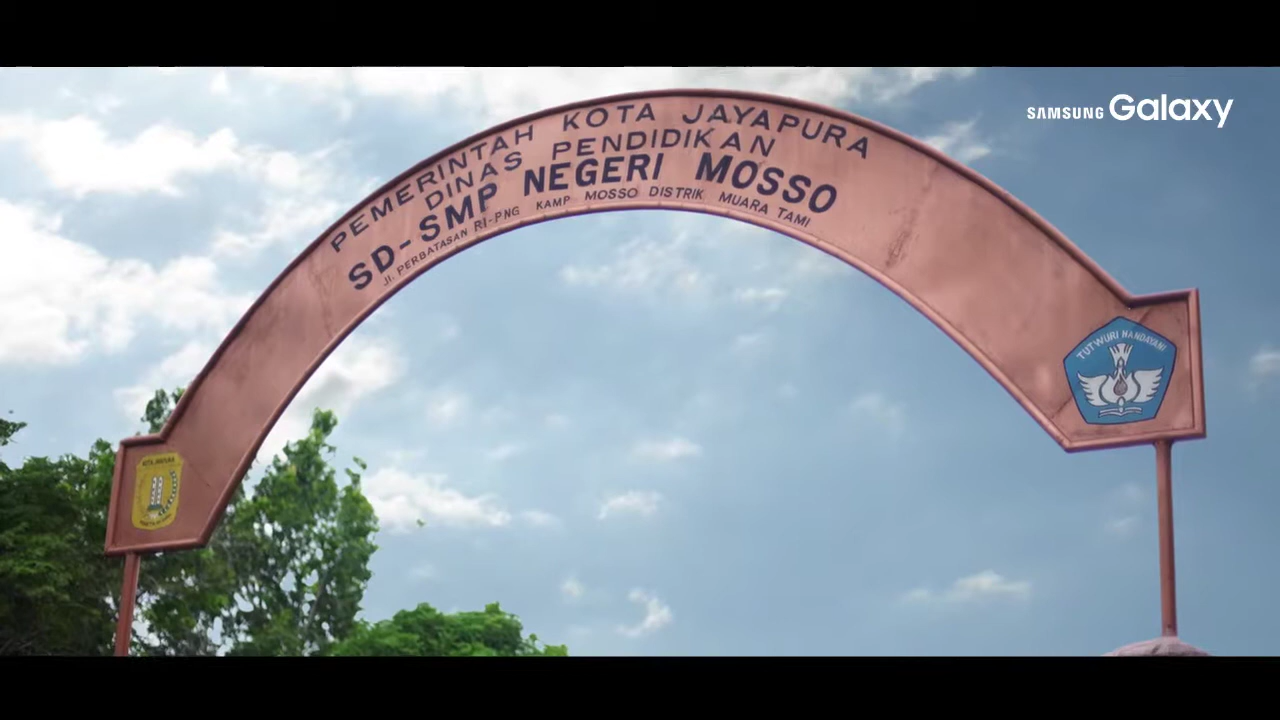 SAMSUNG Galaxy
PEMERINTAH KOTA JAYAPURA
DINAS PENDIDIKAN
SD-SMP NEGERI MOSSO
Jl. PERBATASAN RI-PNG KAMP MOSSO DISTRIK MUARA TAMI
TUTWURI HANDAYANI